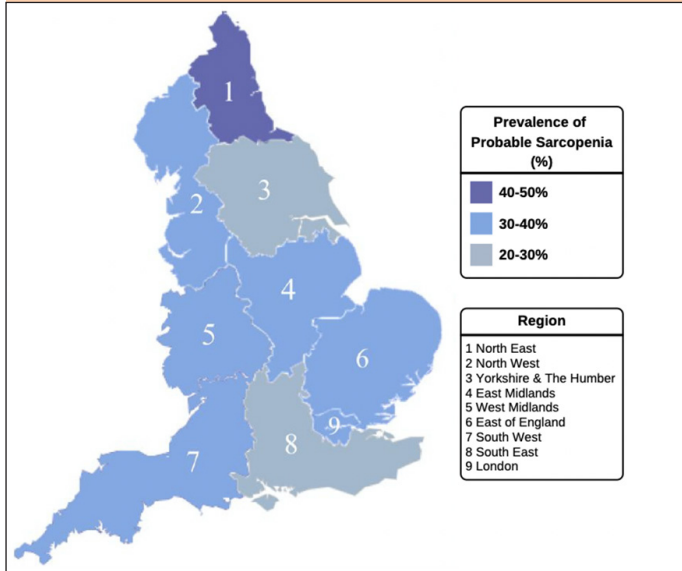 1
3
2
4
5
6
9
8
7
Prevalence of
Probable Sarcopenia
(%)
40-50%
30-40%
20-30%
Region
1 North East
2 North West
3 Yorkshire & The Humber
4 East Midlands
5 West Midlands
6 East of England
7 South West
8 South East
9 London